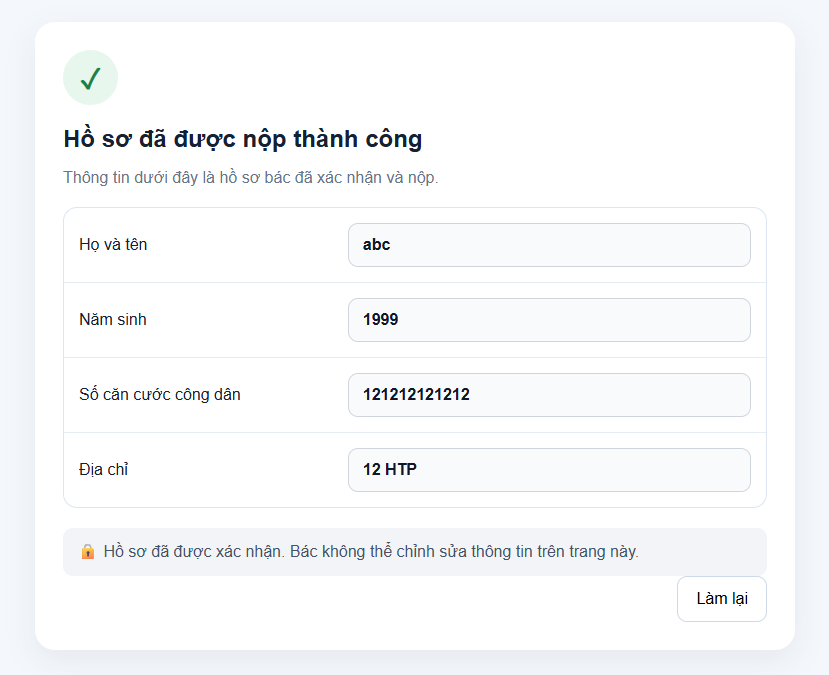 Hồ sơ đã được nộp thành công
Thông tin dưới đây là hồ sơ bác đã xác nhận và nộp.
Họ và tên
abc
Năm sinh
1999
Số căn cước công dân
121212121212
Địa chỉ
12 HTP
Hồ sơ đã được xác nhận. Bác không thể chỉnh sửa thông tin trên trang này.
Làm lại